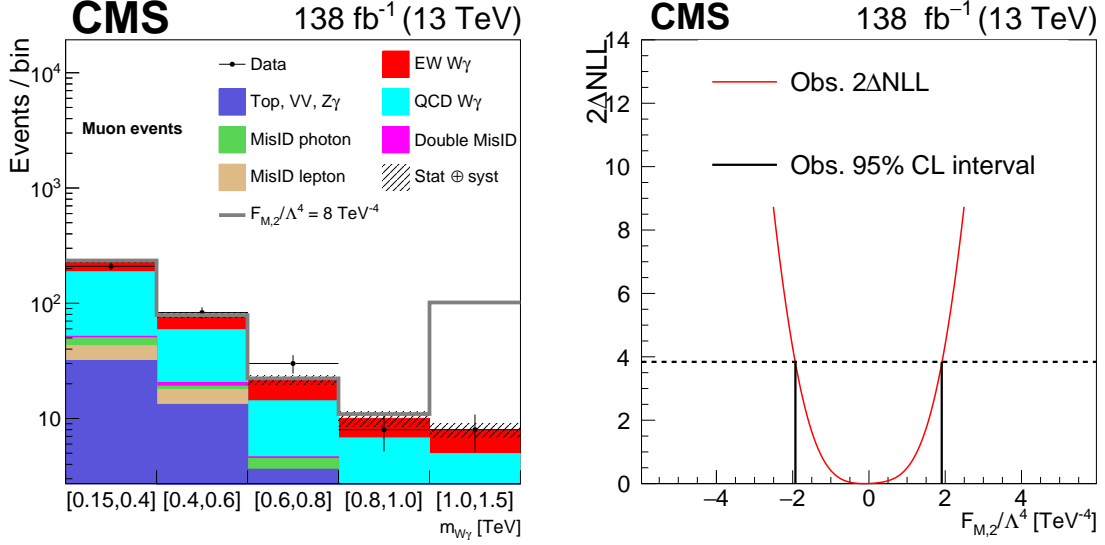 CMS 138 fb⁻¹ (13 TeV)
Events / bin
10⁴
10³
10²
10
Muon events
Data
EW Wγ
Top, VV, Zγ
QCD Wγ
MisID photon
Double MisID
MisID lepton
Stat ⊕ syst
F_M,2/Λ⁴ = 8 TeV⁻⁴
[0.15,0.4] [0.4,0.6] [0.6,0.8] [0.8,1.0] [1.0,1.5]
m_Wγ [TeV]
CMS 138 fb⁻¹ (13 TeV)
2ΔNLL
14
12
10
8
6
4
2
0
Obs. 2ΔNLL
Obs. 95% CL interval
−4 −2 0 2 4
F_M,2/Λ⁴ [TeV⁻⁴]